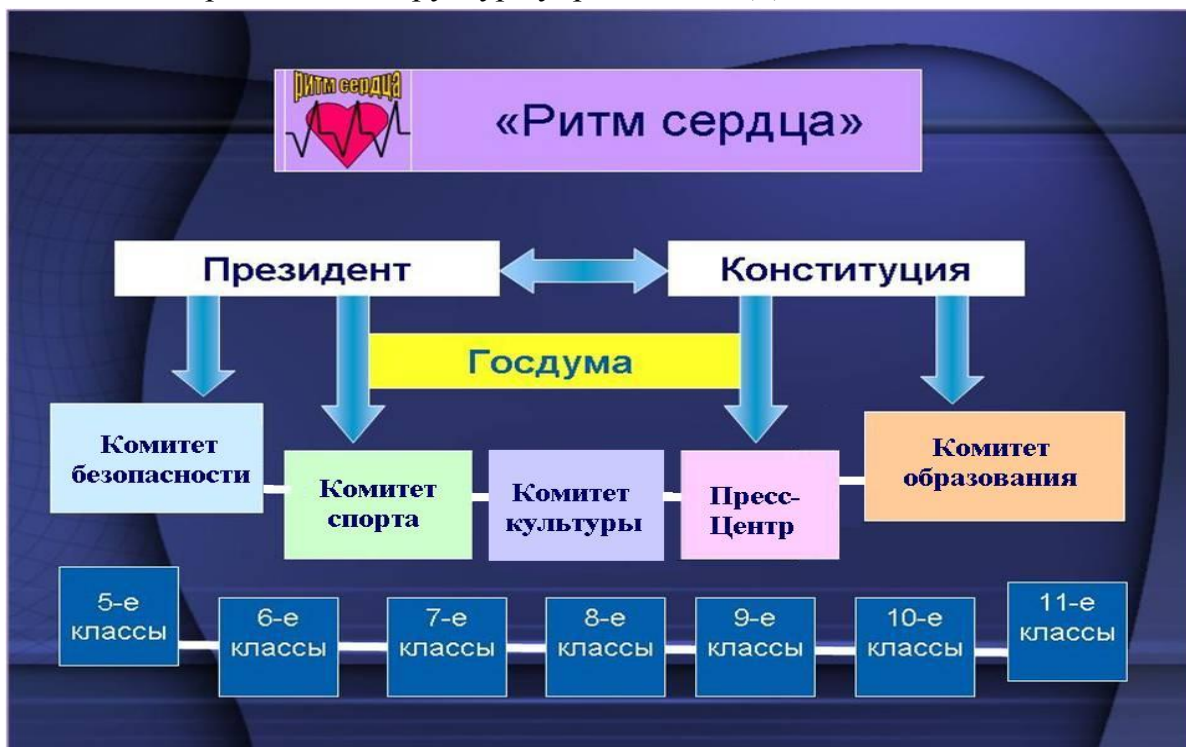 ритм сердца
«Ритм сердца»
Президент
Конституция
Госдума
Комитет
безопасности
Комитет
спорта
Комитет
культуры
Пресс-
Центр
Комитет
образования
5-е
классы
6-е
классы
7-е
классы
8-е
классы
9-е
классы
10-е
классы
11-е
классы